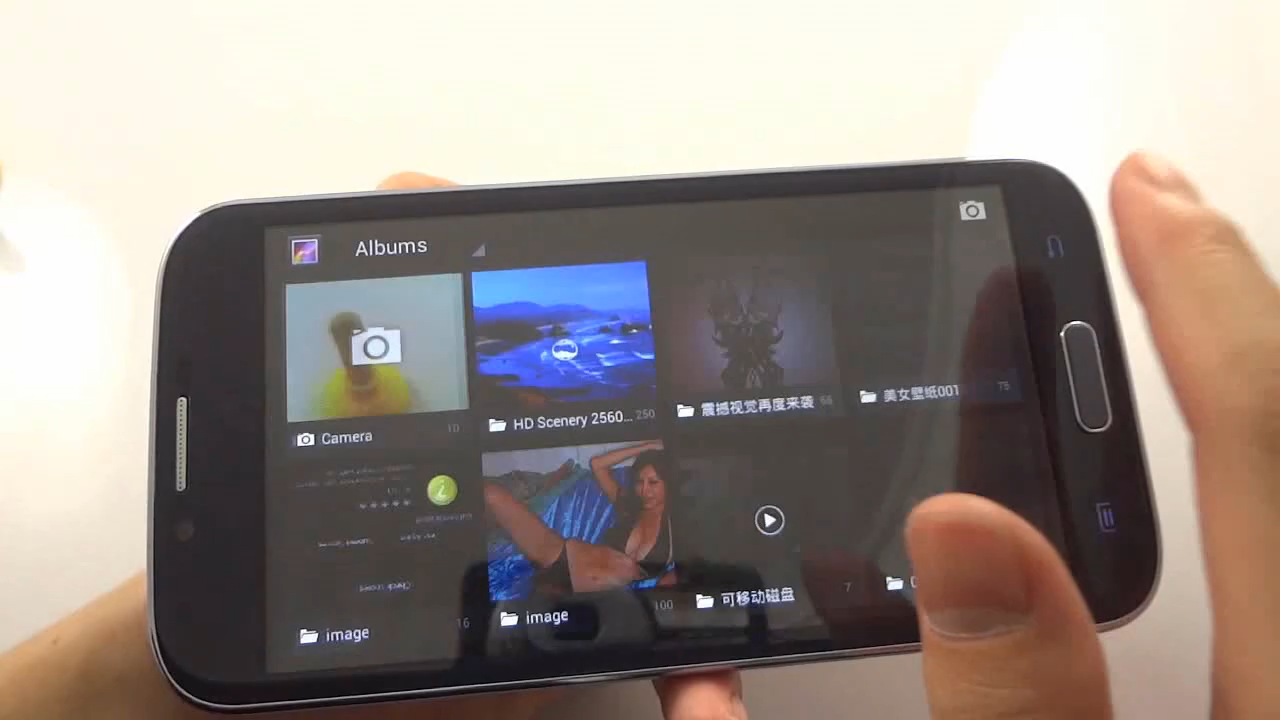 Albums
Camera 10
HD Scenery 2560... 250
震撼视觉再度来袭 66
美女壁纸001 75
image 16
image 100
可移动磁盘 7